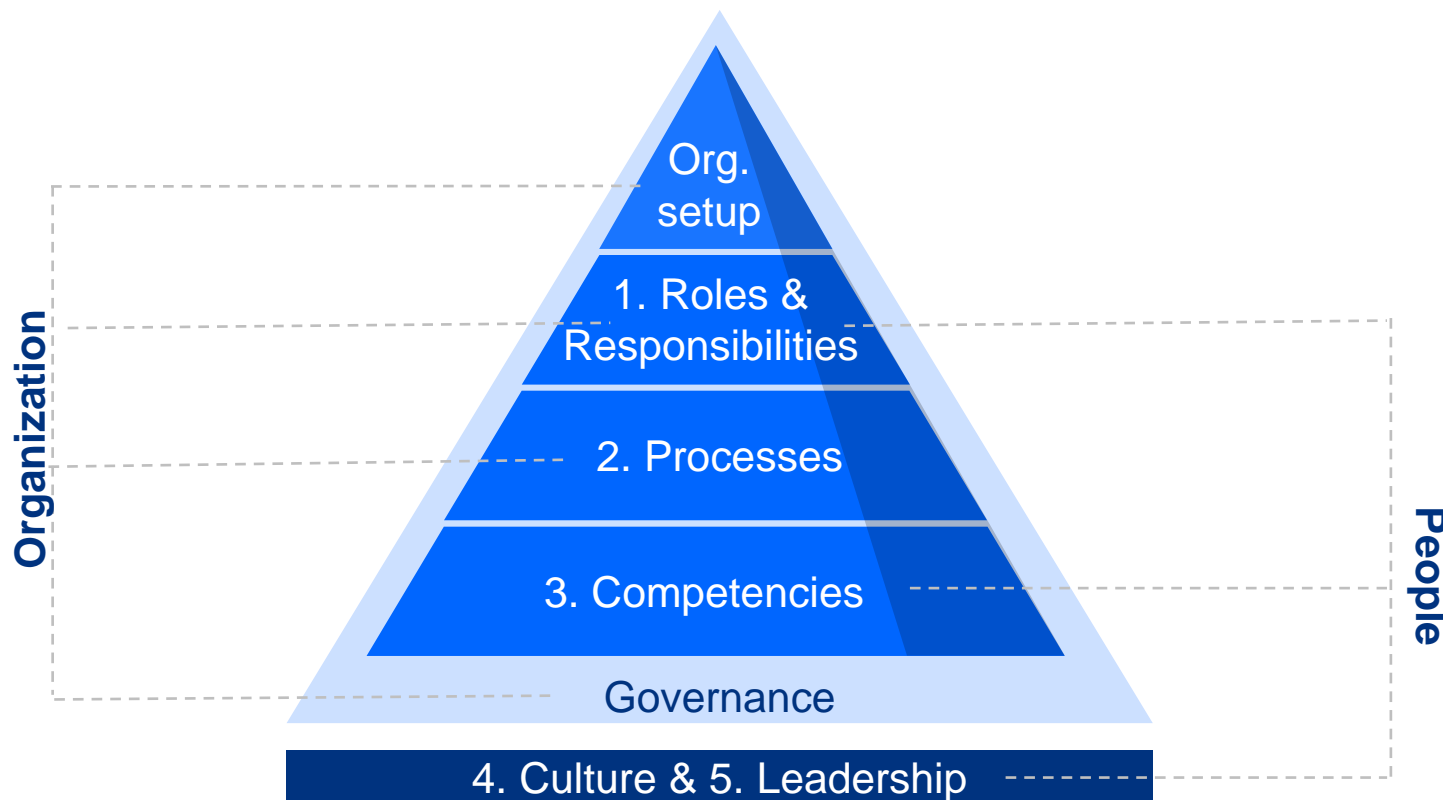 Org.
setup
1. Roles &
Responsibilities
2. Processes
3. Competencies
Governance
4. Culture & 5. Leadership
Organization
People